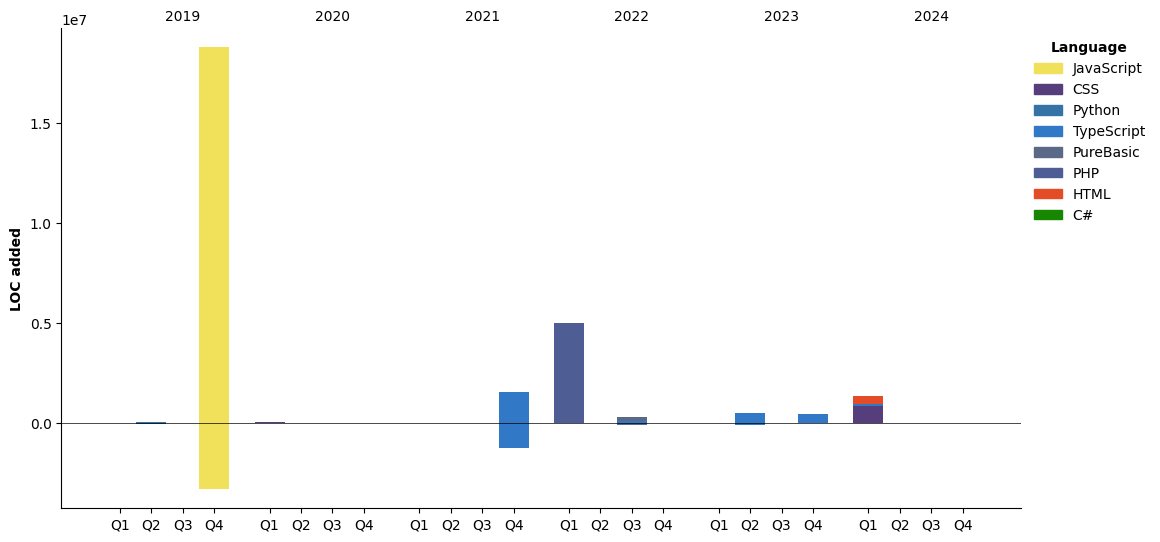 2019 2020 2021 2022 2023 2024
1e7
Language
JavaScript
CSS
Python
TypeScript
PureBasic
PHP
HTML
C#
LOC added
1.5
1.0
0.5
0.0
Q1 Q2 Q3 Q4 Q1 Q2 Q3 Q4 Q1 Q2 Q3 Q4 Q1 Q2 Q3 Q4 Q1 Q2 Q3 Q4 Q1 Q2 Q3 Q4